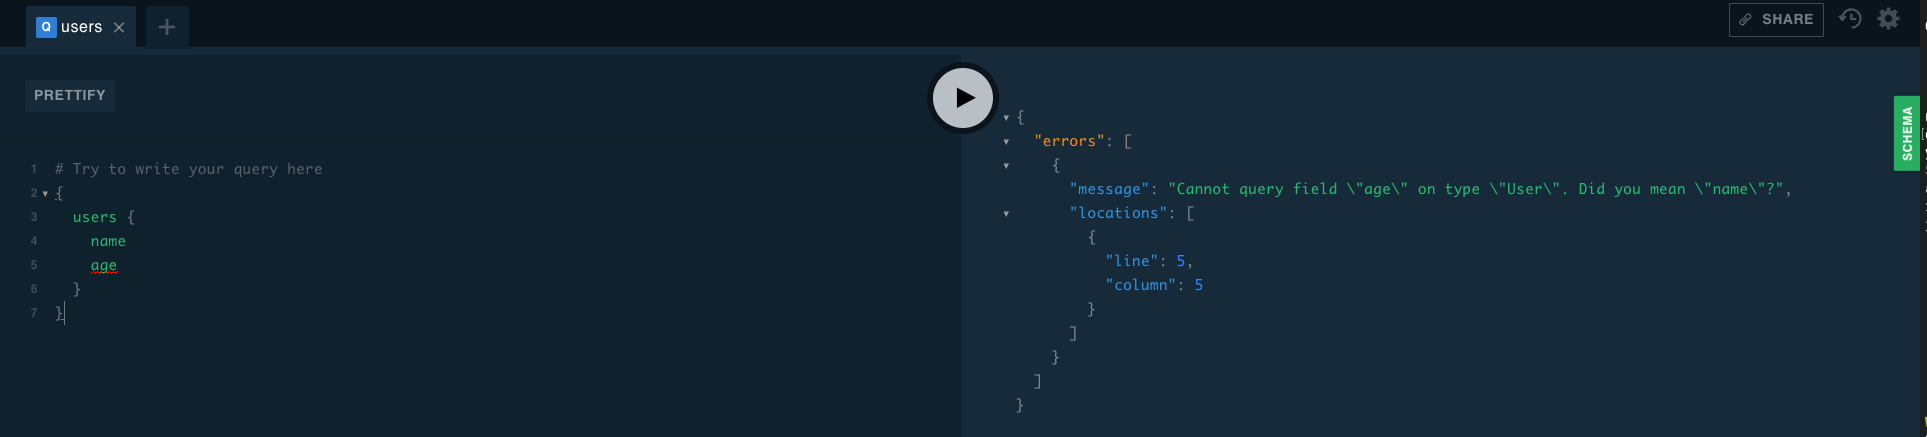 Q users
SHARE
PRETTIFY
SCHEMA
1 # Try to write your query here
2 {
3 users {
4 name
5 age
6 }
7 }
{
"errors": [
{
"message": "Cannot query field \"age\" on type \"User\". Did you mean \"name\"?",
"locations": [
{
"line": 5,
"column": 5
}
]
}
]
}